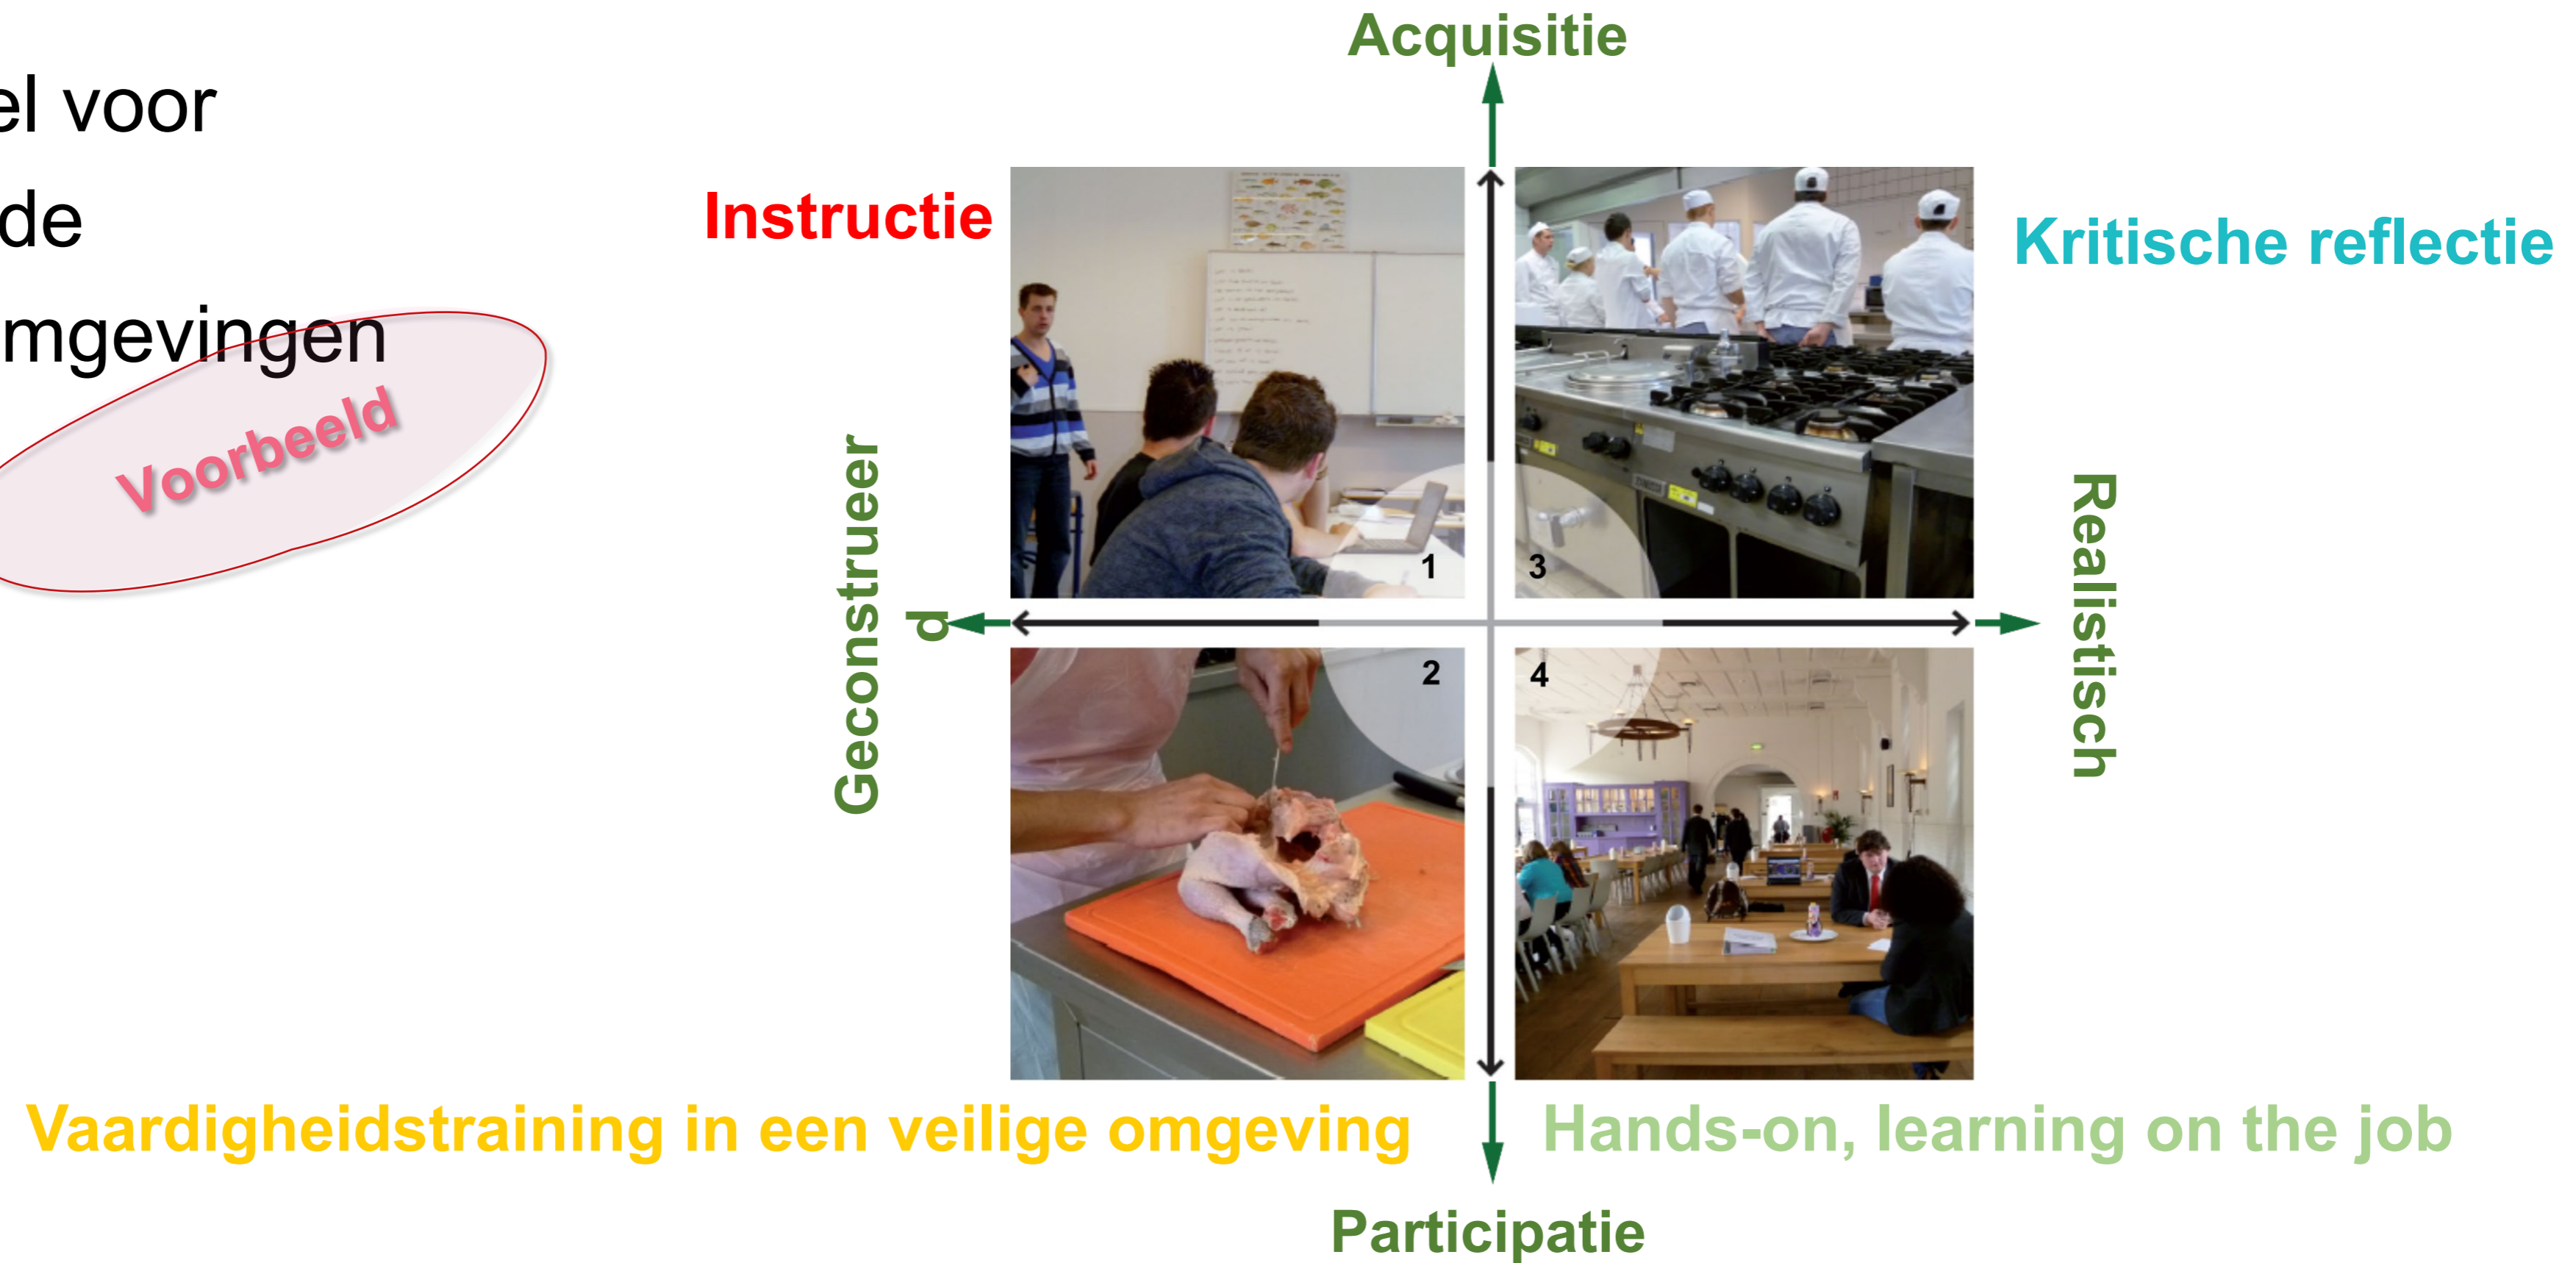 el voor
de
mgevingen
Voorbeeld
Acquisitie
Instructie
Kritische reflectie
Geconstrueer
d
Realistisch
1
3
2
4
Vaardigheidstraining in een veilige omgeving
Hands-on, learning on the job
Participatie